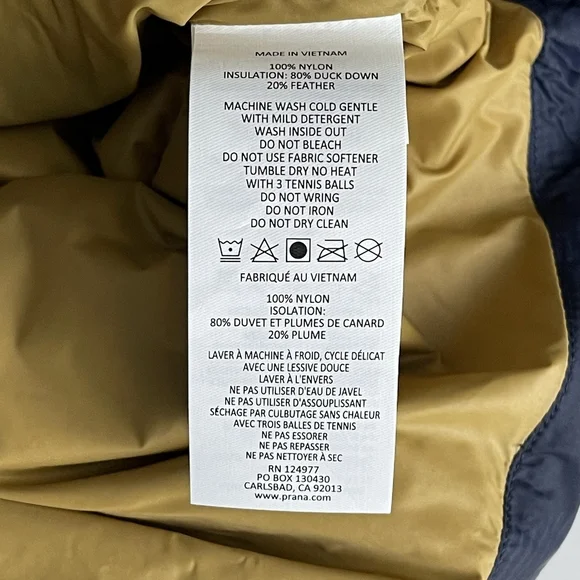 MADE IN VIETNAM
100% NYLON
INSULATION: 80% DUCK DOWN
20% FEATHER
MACHINE WASH COLD GENTLE
WITH MILD DETERGENT
WASH INSIDE OUT
DO NOT BLEACH
DO NOT USE FABRIC SOFTENER
TUMBLE DRY NO HEAT
WITH 3 TENNIS BALLS
DO NOT WRING
DO NOT IRON
DO NOT DRY CLEAN
FABRIQUÉ AU VIETNAM
100% NYLON
ISOLATION:
80% DUVET ET PLUMES DE CANARD
20% PLUME
LAVER À MACHINE À FROID, CYCLE DÉLICAT
AVEC UNE LESSIVE DOUCE
LAVER À L'ENVERS
NE PAS UTILISER D'EAU DE JAVEL
NE PAS UTILISER D'ASSOUPLISSANT
SÉCHAGE PAR CULBUTAGE SANS CHALEUR
AVEC TROIS BALLES DE TENNIS
NE PAS ESSORER
NE PAS REPASSER
NE PAS NETTOYER À SEC
RN 124977
PO BOX 130430
CARLSBAD, CA 92013
www.prana.com